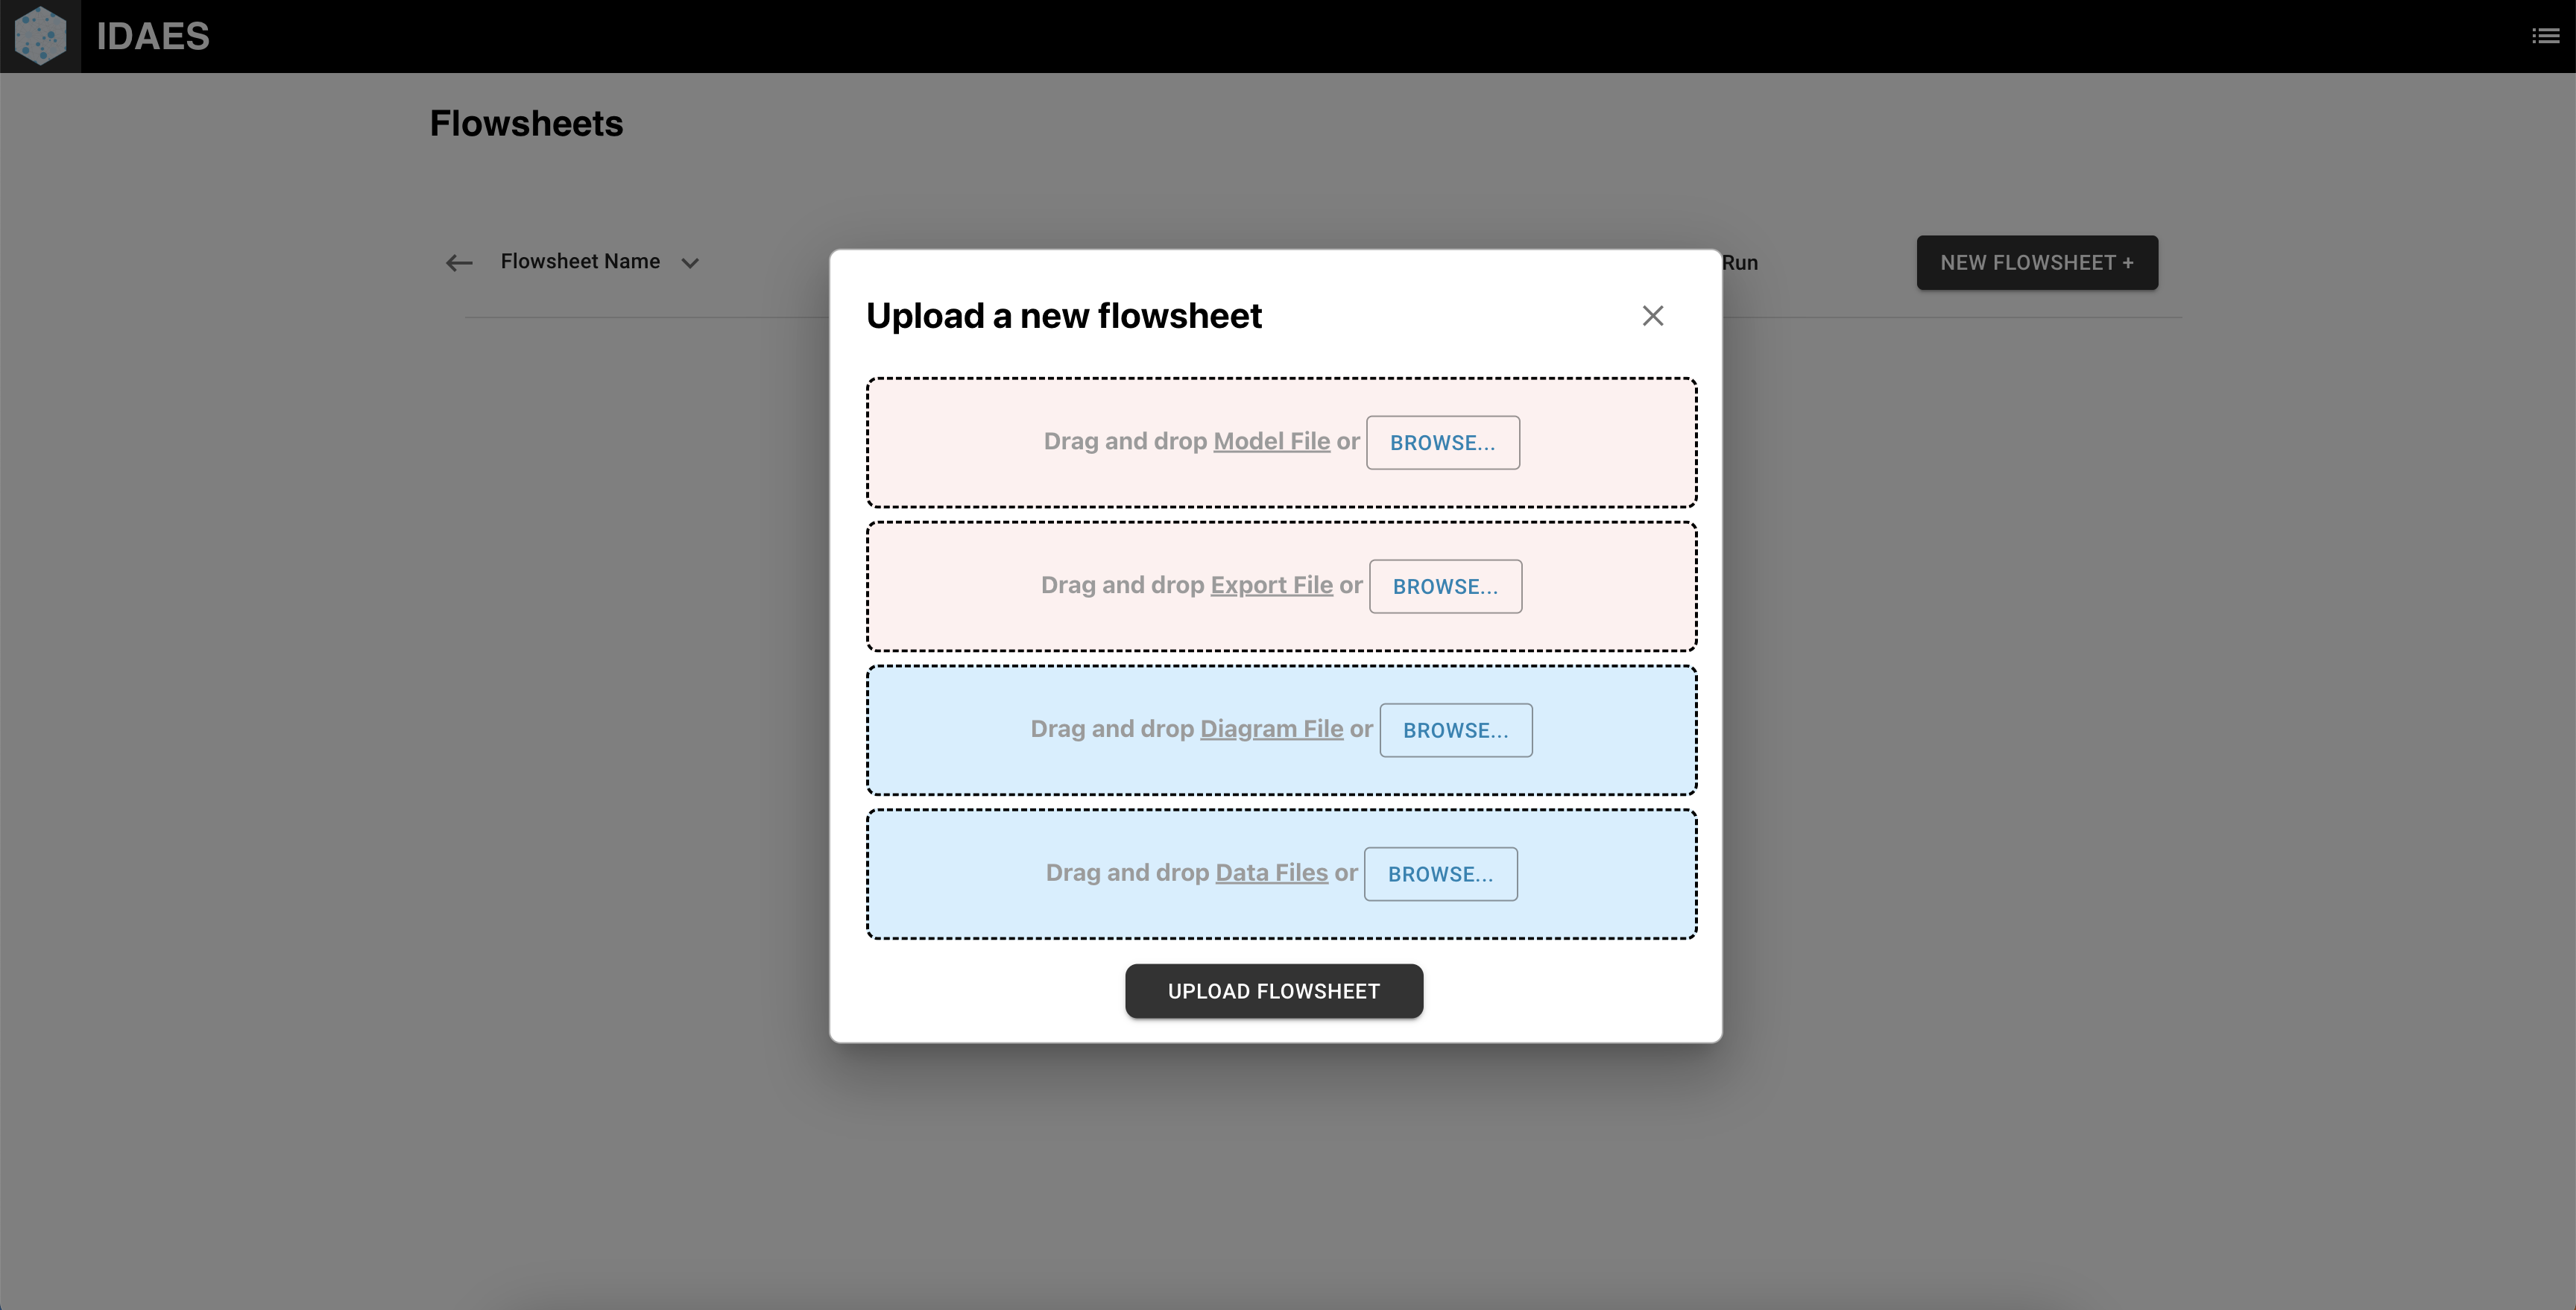 IDAES
Flowsheets
Flowsheet Name
Run
NEW FLOWSHEET +
Upload a new flowsheet
Drag and drop Model File or BROWSE...
Drag and drop Export File or BROWSE...
Drag and drop Diagram File or BROWSE...
Drag and drop Data Files or BROWSE...
UPLOAD FLOWSHEET